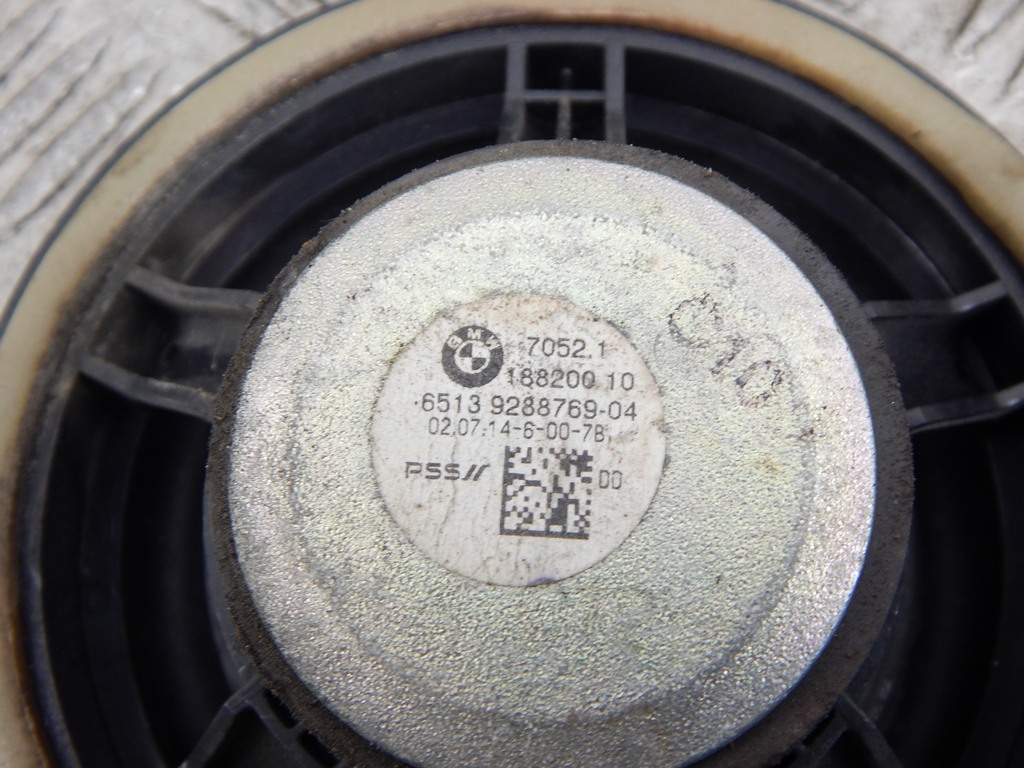 BMW 7052.1
188200 10
6513 9288769-04
02.07.14-6-00-7B
PSS// DD
C10